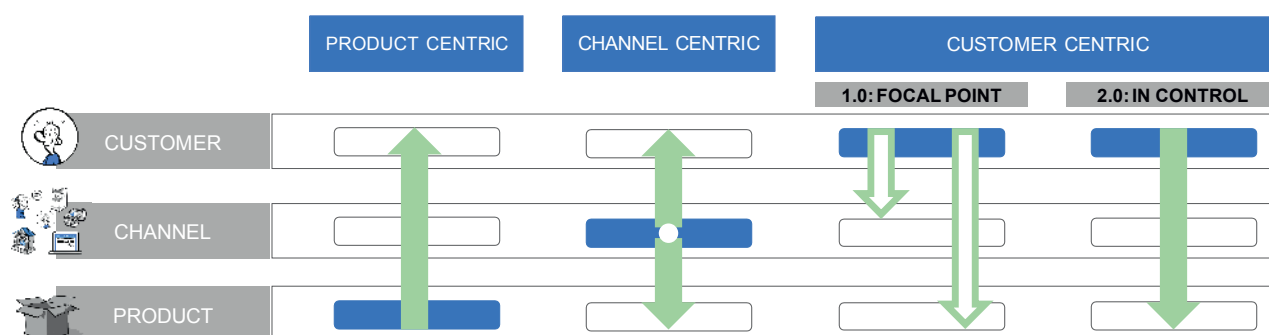 PRODUCT CENTRIC
CHANNEL CENTRIC
CUSTOMER CENTRIC
1.0: FOCAL POINT
2.0: IN CONTROL
CUSTOMER
CHANNEL
PRODUCT